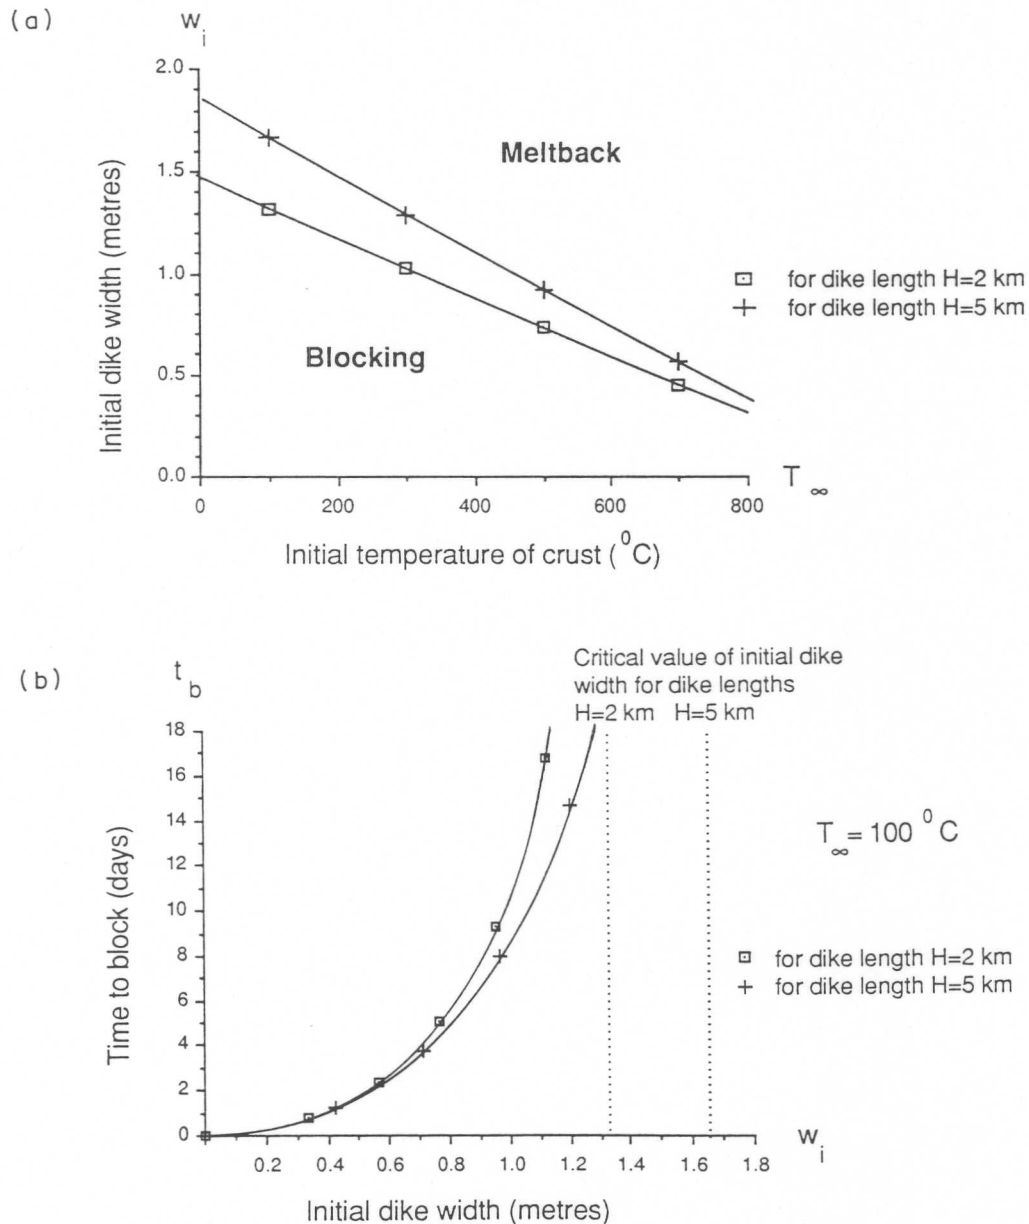 (a)
w
i
2.0
1.5
1.0
0.5
0.0
Initial dike width (metres)
Meltback
Blocking
for dike length H=2 km
for dike length H=5 km
0
200
400
600
800
T
∞
Initial temperature of crust (⁰C)
(b)
t
b
Critical value of initial dike
width for dike lengths
H=2 km H=5 km
18
16
14
12
10
8
6
4
2
0
Time to block (days)
T∞= 100 ⁰C
for dike length H=2 km
for dike length H=5 km
0.2
0.4
0.6
0.8
1.0
1.2
1.4
1.6
1.8
w
i
Initial dike width (metres)